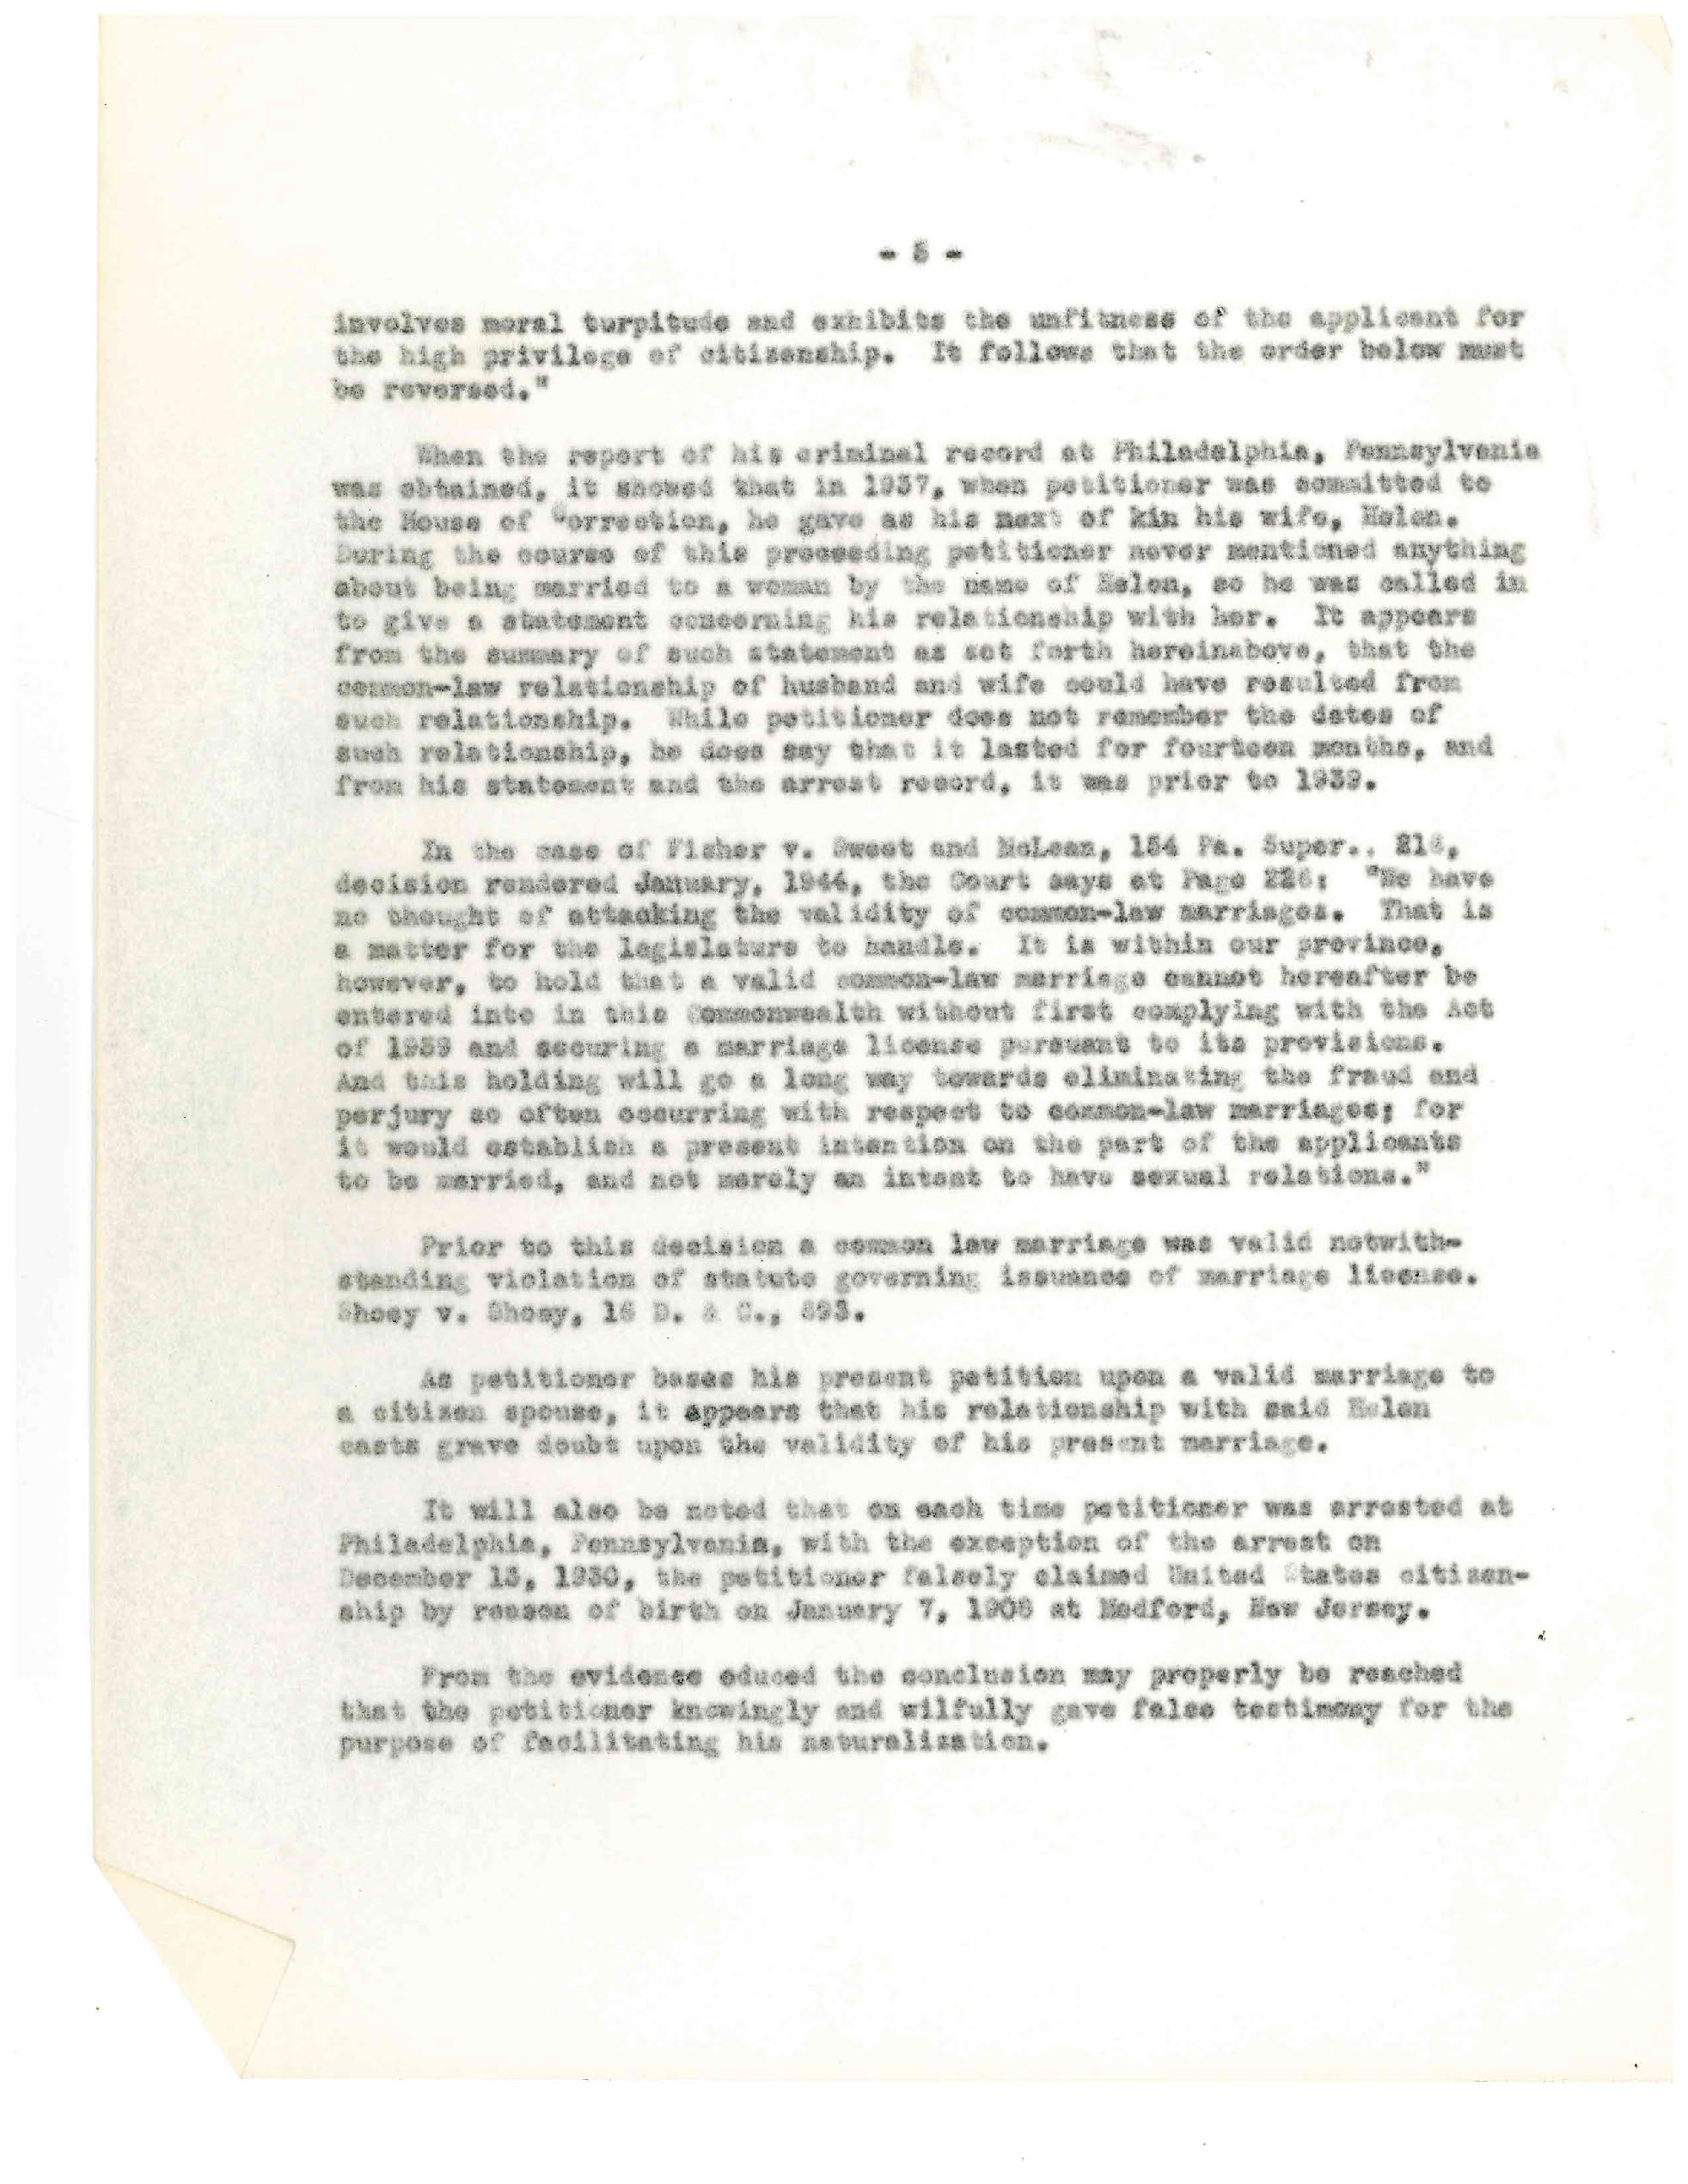 - 5 -
involves moral turpitude and exhibits the unfitness of the applicant for
the high privilege of citizenship. It follows that the order below must
be reversed."
When the report of his criminal record at Philadelphia, Pennsylvania
was obtained, it showed that in 1937, when petitioner was committed to
the House of Correction, he gave as his next of kin his wife, Helen.
During the course of this proceeding petitioner never mentioned anything
about being married to a woman by the name of Helen, so he was called in
to give a statement concerning his relationship with her. It appears
from the summary of such statement as set forth hereinabove, that the
common-law relationship of husband and wife could have resulted from
such relationship. While petitioner does not remember the dates of
such relationship, he does say that it lasted for fourteen months, and
from his statement and the arrest record, it was prior to 1939.
In the case of Fisher v. Sweet and McLean, 154 Pa. Super.,
decision rendered January, 1944, the Court says at Page 226: "We have
no thought of attacking the validity of common-law marriages. That is
a matter for the legislature to handle. It is within our province,
however, to hold that a valid common-law marriage cannot hereafter be
entered into in this Commonwealth without first complying with the Act
of 1939 and securing a marriage license pursuant to its provisions.
And this holding will go a long way towards eliminating the fraud and
perjury so often occurring with respect to common-law marriages; for
it would establish a present intention on the part of the applicants
to be married, and not merely an intent to have sexual relations."
Prior to this decision a common law marriage was valid notwith-
standing violation of statute governing issuance of marriage license.
Shoey v. Shoey, D. & C.,
As petitioner bases his present petition upon a valid marriage to
a citizen spouse, it appears that his relationship with said Helen
casts grave doubt upon the validity of his present marriage.
It will also be noted that on each time petitioner was arrested at
Philadelphia, Pennsylvania, with the exception of the arrest on
December 1930, the petitioner falsely claimed United States citizen-
ship by reason of birth on January 7, at Medford, New Jersey.
From the evidence educed the conclusion may properly be reached
that the petitioner knowingly and wilfully gave false testimony for the
purpose of facilitating his naturalization.